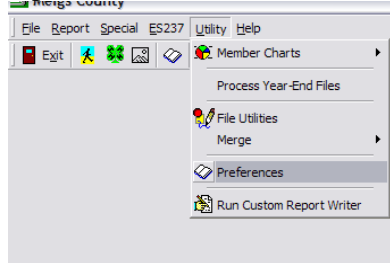 Meigs County
File Report Special ES237 Utility Help
Exit
Member Charts
Process Year-End Files
File Utilities
Merge
Preferences
Run Custom Report Writer